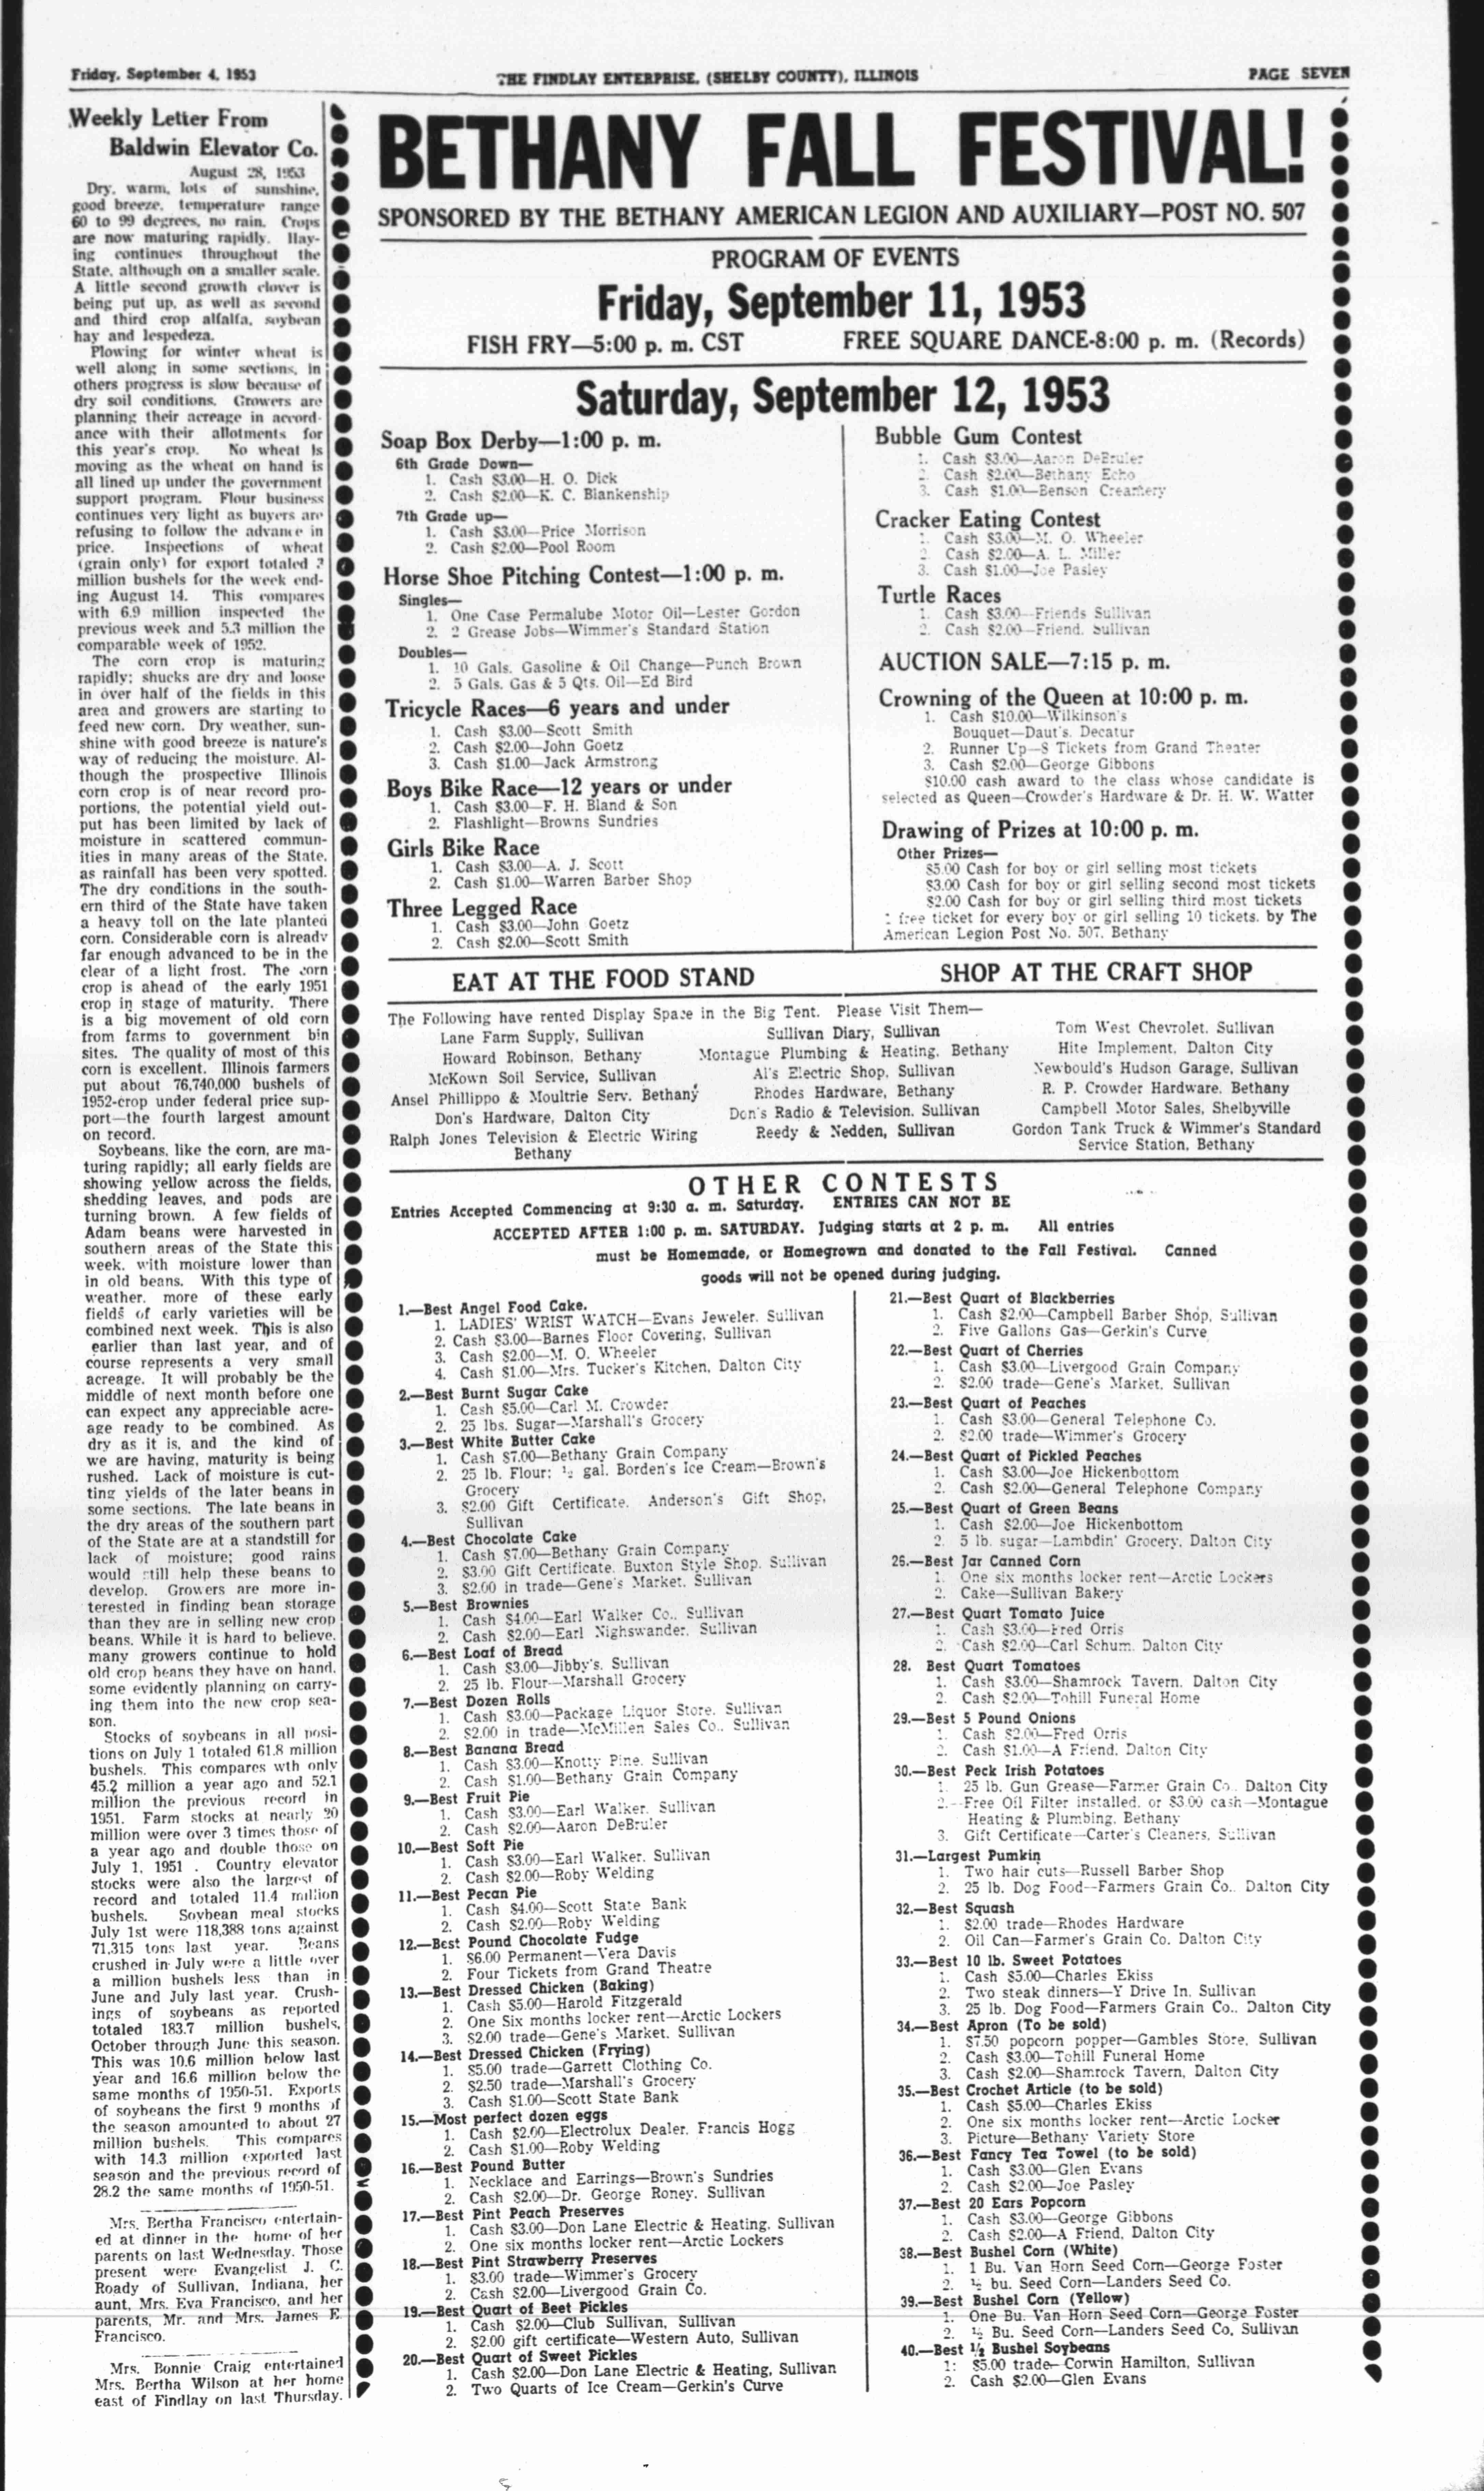 Friday, September 4, 1953
THE FINDLAY ENTERPRISE, (SHELBY COUNTY), ILLINOIS
PAGE SEVEN
Weekly Letter From
Baldwin Elevator Co.
August 28, 1953
Dry, warm, lots of sunshine,
good breeze, temperature range
60 to 99 degrees, no rain. Crops
are now maturing rapidly. Hay-
ing continues throughout the
State, although on a smaller scale.
A little second growth clover is
being put up, as well as second
and third crop alfalfa, soybean
hay and lespedeza.
Plowing for winter wheat is
well along in some sections, in
others progress is slow because of
dry soil conditions. Growers are
planning their acreage in accord-
ance with their allotments for
this year's crop. No wheat is
moving as the wheat on hand is
all lined up under the government
support program. Flour business
continues very light as buyers are
refusing to follow the advance in
price. Inspections of wheat
(grain only) for export totaled
million bushels for the week end-
ing August 14. This compares
with 6.9 million inspected the
previous week and 5.3 million the
comparable week of 1952.
The corn crop is maturing
rapidly; shucks are dry and loose
in over half of the fields in this
area and growers are starting to
feed new corn. Dry weather, sun-
shine with good breeze is nature's
way of reducing the moisture. Al-
though the prospective Illinois
corn crop is of near record pro-
portions, the potential yield out-
put has been limited by lack of
moisture in scattered commun-
ities in many areas of the State,
as rainfall has been very spotted.
The dry conditions in the south-
ern third of the State have taken
a heavy toll on the late planted
corn. Considerable corn is already
far enough advanced to be in the
clear of a light frost. The corn
crop is ahead of the early 1951
crop in stage of maturity. There
is a big movement of old corn
from farms to government bin
sites. The quality of most of this
corn is excellent. Illinois farmers
put about 76,740,000 bushels of
1952-crop under federal price sup-
port—the fourth largest amount
on record.
Soybeans, like the corn, are ma-
turing rapidly; all early fields are
showing yellow across the fields,
shedding leaves, and pods are
turning brown. A few fields of
Adam beans were harvested in
southern areas of the State this
week, with moisture lower than
in old beans. With this type of
weather, more of these early
fields of early varieties will be
combined next week. This is also
earlier than last year, and of
course represents a very small
acreage. It will probably be the
middle of next month before one
can expect any appreciable acre-
age ready to be combined. As
dry as it is, and the kind of
we are having, maturity is being
rushed. Lack of moisture is cut-
ting yields of the later beans in
some sections. The late beans in
the dry areas of the southern part
of the State are at a standstill for
lack of moisture; good rains
would still help these beans to
develop. Growers are more in-
terested in finding bean storage
than they are in selling new crop
beans. While it is hard to believe,
many growers continue to hold
old crop beans they have on hand,
some evidently planning on carry-
ing them into the new crop sea-
son.
Stocks of soybeans in all posi-
tions on July 1 totaled 61.8 million
bushels. This compares wth only
45.2 million a year ago and 52.1
million the previous record in
1951. Farm stocks at nearly 20
million were over 3 times those of
a year ago and double those on
July 1, 1951 . Country elevator
stocks were also the largest of
record and totaled 11.4 million
bushels. Soybean meal stocks
July 1st were 118,388 tons against
71,315 tons last year. Beans
crushed in July were a little over
a million bushels less than in
June and July last year. Crush-
ings of soybeans as reported
totaled 183.7 million bushels,
October through June this season.
This was 10.6 million below last
year and 16.6 million below the
same months of 1950-51. Exports
of soybeans the first 9 months of
the season amounted to about 27
million bushels. This compares
with 14.3 million exported last
season and the previous record of
28.2 the same months of 1950-51.
Mrs. Bertha Francisco entertain-
ed at dinner in the home of her
parents on last Wednesday. Those
present were Evangelist J. C.
Roady of Sullivan, Indiana, her
aunt, Mrs. Eva Francisco, and her
parents, Mr. and Mrs. James E.
Francisco.
Mrs. Bonnie Craig entertained
Mrs. Bertha Wilson at her home
east of Findlay on last Thursday.
BETHANY FALL FESTIVAL!
SPONSORED BY THE BETHANY AMERICAN LEGION AND AUXILIARY—POST NO. 507
PROGRAM OF EVENTS
Friday, September 11, 1953
FISH FRY—5:00 p. m. CST
FREE SQUARE DANCE-8:00 p. m. (Records)
Saturday, September 12, 1953
Soap Box Derby—1:00 p. m.
6th Grade Down—
1. Cash $3.00—H. O. Dick
2. Cash $2.00—K. C. Blankenship
7th Grade up—
1. Cash $3.00—Price Morrison
2. Cash $2.00—Pool Room
Horse Shoe Pitching Contest—1:00 p. m.
Singles—
1. One Case Permalube Motor Oil—Lester Gordon
2. 2 Grease Jobs—Wimmer's Standard Station
Doubles—
1. 10 Gals. Gasoline & Oil Change—Punch Brown
2. 5 Gals. Gas & 5 Qts. Oil—Ed Bird
Tricycle Races—6 years and under
1. Cash $3.00—Scott Smith
2. Cash $2.00—John Goetz
3. Cash $1.00—Jack Armstrong
Boys Bike Race—12 years or under
1. Cash $3.00—F. H. Bland & Son
2. Flashlight—Browns Sundries
Girls Bike Race
1. Cash $3.00—A. J. Scott
2. Cash $1.00—Warren Barber Shop
Three Legged Race
1. Cash $3.00—John Goetz
2. Cash $2.00—Scott Smith
Bubble Gum Contest
1. Cash $3.00—Aaron DeBruler
2. Cash $2.00—Bethany Echo
3. Cash $1.00—Benson Creamery
Cracker Eating Contest
1. Cash $3.00—M. O. Wheeler
2. Cash $2.00—A. L. Miller
3. Cash $1.00—Joe Pasley
Turtle Races
1. Cash $3.00—Friends Sullivan
2. Cash $2.00—Friend, Sullivan
AUCTION SALE—7:15 p. m.
Crowning of the Queen at 10:00 p. m.
1. Cash $10.00—Wilkinson's
Bouquet—Daut's, Decatur
2. Runner Up—8 Tickets from Grand Theater
3. Cash $2.00—George Gibbons
$10.00 cash award to the class whose candidate is
selected as Queen—Crowder's Hardware & Dr. H. W. Watter
Drawing of Prizes at 10:00 p. m.
Other Prizes—
$5.00 Cash for boy or girl selling most tickets
$3.00 Cash for boy or girl selling second most tickets
$2.00 Cash for boy or girl selling third most tickets
1 free ticket for every boy or girl selling 10 tickets, by The
American Legion Post No. 507, Bethany
EAT AT THE FOOD STAND
SHOP AT THE CRAFT SHOP
The Following have rented Display Space in the Big Tent. Please Visit Them—
Lane Farm Supply, Sullivan
Howard Robinson, Bethany
McKown Soil Service, Sullivan
Ansel Phillippo & Moultrie Serv. Bethany
Don's Hardware, Dalton City
Ralph Jones Television & Electric Wiring
Bethany
Sullivan Diary, Sullivan
Montague Plumbing & Heating, Bethany
Al's Electric Shop, Sullivan
Rhodes Hardware, Bethany
Don's Radio & Television, Sullivan
Reedy & Nedden, Sullivan
Tom West Chevrolet, Sullivan
Hite Implement, Dalton City
Newbould's Hudson Garage, Sullivan
R. P. Crowder Hardware, Bethany
Campbell Motor Sales, Shelbyville
Gordon Tank Truck & Wimmer's Standard
Service Station, Bethany
OTHER CONTESTS
Entries Accepted Commencing at 9:30 a. m. Saturday. ENTRIES CAN NOT BE
ACCEPTED AFTER 1:00 p. m. SATURDAY. Judging starts at 2 p. m. All entries
must be Homemade, or Homegrown and donated to the Fall Festival. Canned
goods will not be opened during judging.
1.—Best Angel Food Cake.
1. LADIES' WRIST WATCH—Evans Jeweler, Sullivan
2. Cash $3.00—Barnes Floor Covering, Sullivan
3. Cash $2.00—M. O. Wheeler
4. Cash $1.00—Mrs. Tucker's Kitchen, Dalton City
2.—Best Burnt Sugar Cake
1. Cash $5.00—Carl M. Crowder
2. 25 lbs. Sugar—Marshall's Grocery
3.—Best White Butter Cake
1. Cash $7.00—Bethany Grain Company
2. 25 lb. Flour; ½ gal. Borden's Ice Cream—Brown's
Grocery
3. $2.00 Gift Certificate, Anderson's Gift Shop,
Sullivan
4.—Best Chocolate Cake
1. Cash $7.00—Bethany Grain Company
2. $3.00 Gift Certificate, Buxton Style Shop, Sullivan
3. $2.00 in trade—Gene's Market, Sullivan
5.—Best Brownies
1. Cash $4.00—Earl Walker Co., Sullivan
2. Cash $2.00—Earl Nighswander, Sullivan
6.—Best Loaf of Bread
1. Cash $3.00—Jibby's, Sullivan
2. 25 lb. Flour—Marshall Grocery
7.—Best Dozen Rolls
1. Cash $3.00—Package Liquor Store, Sullivan
2. $2.00 in trade—McMillen Sales Co., Sullivan
8.—Best Banana Bread
1. Cash $3.00—Knotty Pine, Sullivan
2. Cash $1.00—Bethany Grain Company
9.—Best Fruit Pie
1. Cash $3.00—Earl Walker, Sullivan
2. Cash $2.00—Aaron DeBruler
10.—Best Soft Pie
1. Cash $3.00—Earl Walker, Sullivan
2. Cash $2.00—Roby Welding
11.—Best Pecan Pie
1. Cash $4.00—Scott State Bank
2. Cash $2.00—Roby Welding
12.—Best Pound Chocolate Fudge
1. $6.00 Permanent—Vera Davis
2. Four Tickets from Grand Theatre
13.—Best Dressed Chicken (Baking)
1. Cash $5.00—Harold Fitzgerald
2. One Six months locker rent—Arctic Lockers
3. $2.00 trade—Gene's Market, Sullivan
14.—Best Dressed Chicken (Frying)
1. $5.00 trade—Garrett Clothing Co.
2. $2.50 trade—Marshall's Grocery
3. Cash $1.00—Scott State Bank
15.—Most perfect dozen eggs
1. Cash $2.00—Electrolux Dealer, Francis Hogg
2. Cash $1.00—Roby Welding
16.—Best Pound Butter
1. Necklace and Earrings—Brown's Sundries
2. Cash $2.00—Dr. George Roney, Sullivan
17.—Best Pint Peach Preserves
1. Cash $3.00—Don Lane Electric & Heating, Sullivan
2. One six months locker rent—Arctic Lockers
18.—Best Pint Strawberry Preserves
1. $3.00 trade—Wimmer's Grocery
2. Cash $2.00—Livergood Grain Co.
19.—Best Quart of Beet Pickles
1. Cash $2.00—Club Sullivan, Sullivan
2. $2.00 gift certificate—Western Auto, Sullivan
20.—Best Quart of Sweet Pickles
1. Cash $2.00—Don Lane Electric & Heating, Sullivan
2. Two Quarts of Ice Cream—Gerkin's Curve
21.—Best Quart of Blackberries
1. Cash $2.00—Campbell Barber Shop, Sullivan
2. Five Gallons Gas—Gerkin's Curve
22.—Best Quart of Cherries
1. Cash $3.00—Livergood Grain Company
2. $2.00 trade—Gene's Market, Sullivan
23.—Best Quart of Peaches
1. Cash $3.00—General Telephone Co.
2. $2.00 trade—Wimmer's Grocery
24.—Best Quart of Pickled Peaches
1. Cash $3.00—Joe Hickenbottom
2. Cash $2.00—General Telephone Company
25.—Best Quart of Green Beans
1. Cash $2.00—Joe Hickenbottom
2. 5 lb. sugar—Lambdin' Grocery, Dalton City
26.—Best Jar Canned Corn
1. One six months locker rent—Arctic Lockers
2. Cake—Sullivan Bakery
27.—Best Quart Tomato Juice
1. Cash $3.00—Fred Orris
2. Cash $2.00—Carl Schum, Dalton City
28. Best Quart Tomatoes
1. Cash $3.00—Shamrock Tavern, Dalton City
2. Cash $2.00—Tohill Funeral Home
29.—Best 5 Pound Onions
1. Cash $2.00—Fred Orris
2. Cash $1.00—A Friend, Dalton City
30.—Best Peck Irish Potatoes
1. 25 lb. Gun Grease—Farmer Grain Co., Dalton City
2.--Free Oil Filter installed, or $3.00 cash—Montague
Heating & Plumbing, Bethany
3. Gift Certificate—Carter's Cleaners, Sullivan
31.—Largest Pumkin
1. Two hair cuts—Russell Barber Shop
2. 25 lb. Dog Food—Farmers Grain Co., Dalton City
32.—Best Squash
1. $2.00 trade—Rhodes Hardware
2. Oil Can—Farmer's Grain Co. Dalton City
33.—Best 10 lb. Sweet Potatoes
1. Cash $5.00—Charles Ekiss
2. Two steak dinners—Y Drive In, Sullivan
3. 25 lb. Dog Food—Farmers Grain Co., Dalton City
34.—Best Apron (To be sold)
1. $7.50 popcorn popper—Gambles Store, Sullivan
2. Cash $3.00—Tohill Funeral Home
3. Cash $2.00—Shamrock Tavern, Dalton City
35.—Best Crochet Article (to be sold)
1. Cash $5.00—Charles Ekiss
2. One six months locker rent—Arctic Locker
3. Picture—Bethany Variety Store
36.—Best Fancy Tea Towel (to be sold)
1. Cash $3.00—Glen Evans
2. Cash $2.00—Joe Pasley
37.—Best 20 Ears Popcorn
1. Cash $3.00—George Gibbons
2. Cash $2.00—A Friend, Dalton City
38.—Best Bushel Corn (White)
1. 1 Bu. Van Horn Seed Corn—George Foster
2. ½ bu. Seed Corn—Landers Seed Co.
39.—Best Bushel Corn (Yellow)
1. One Bu. Van Horn Seed Corn—George Foster
2. ½ Bu. Seed Corn—Landers Seed Co, Sullivan
40.—Best ½ Bushel Soybeans
1: $5.00 trade—Corwin Hamilton, Sullivan
2. Cash $2.00—Glen Evans